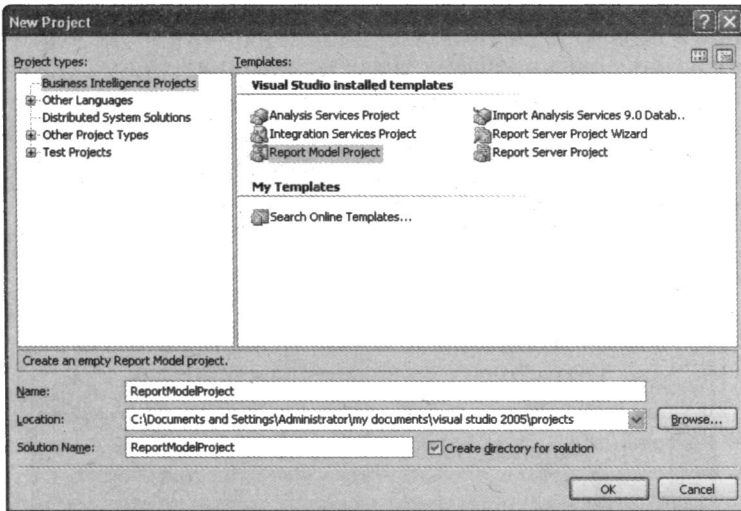 New Project
Project types:
Templates:
Business Intelligence Projects
Other Languages
Distributed System Solutions
Other Project Types
Test Projects
Visual Studio installed templates
Analysis Services Project
Import Analysis Services 9.0 Datab..
Integration Services Project
Report Server Project Wizard
Report Model Project
Report Server Project
My Templates
Search Online Templates...
Create an empty Report Model project.
Name:
ReportModelProject
Location:
C:\Documents and Settings\Administrator\my documents\visual studio 2005\projects
Browse...
Solution Name:
ReportModelProject
Create directory for solution
OK
Cancel